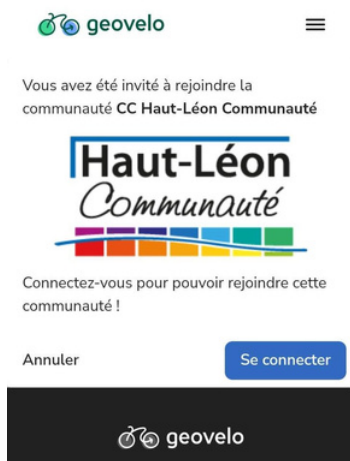 geovelo
Vous avez été invité à rejoindre la
communauté CC Haut-Léon Communauté
Haut-Léon
Communauté
Connectez-vous pour pouvoir rejoindre cette
communauté !
Annuler
Se connecter
geovelo